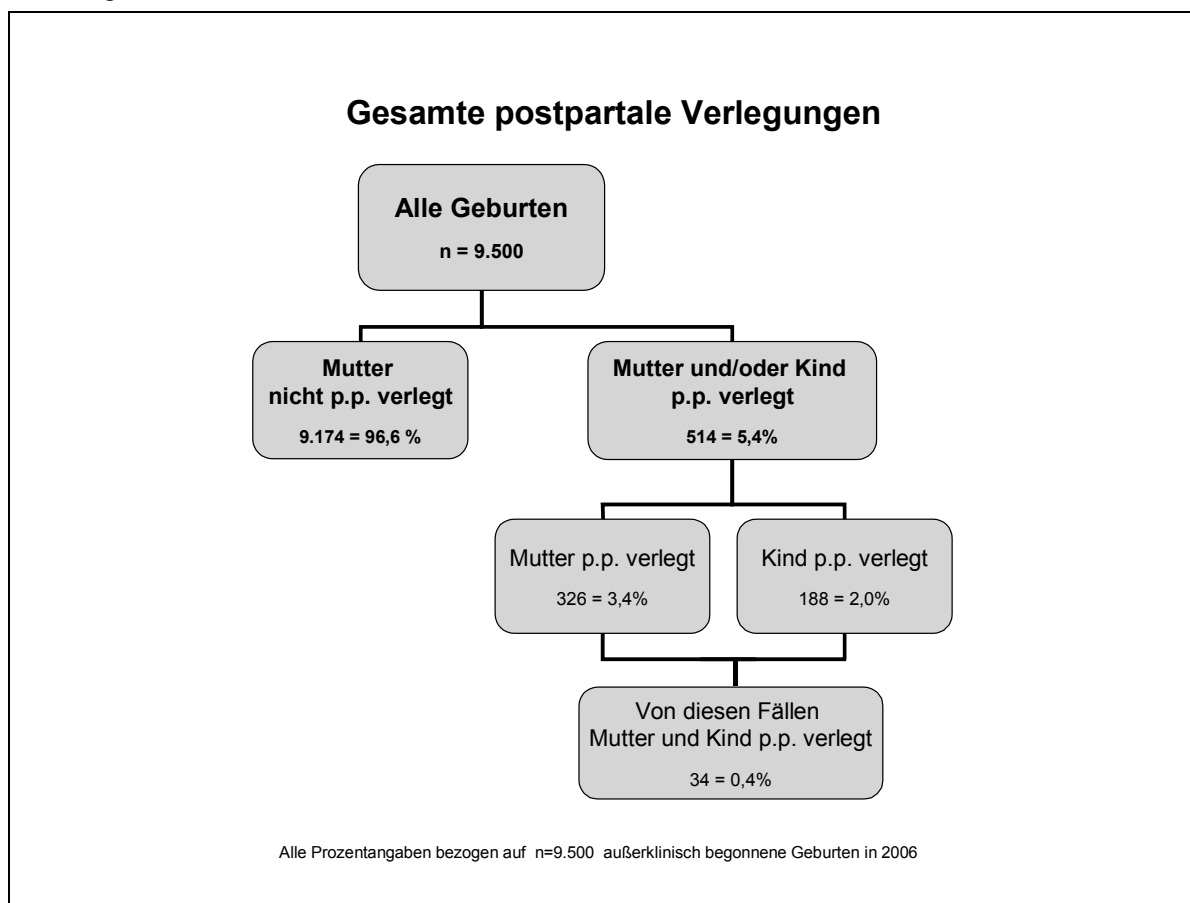 Gesamte postpartale Verlegungen
Alle Geburten
n = 9.500
Mutter
nicht p.p. verlegt
9.174 = 96,6 %
Mutter und/oder Kind
p.p. verlegt
514 = 5,4%
Mutter p.p. verlegt
326 = 3,4%
Kind p.p. verlegt
188 = 2,0%
Von diesen Fällen
Mutter und Kind p.p. verlegt
34 = 0,4%
Alle Prozentangaben bezogen auf n=9.500 außerklinisch begonnene Geburten in 2006